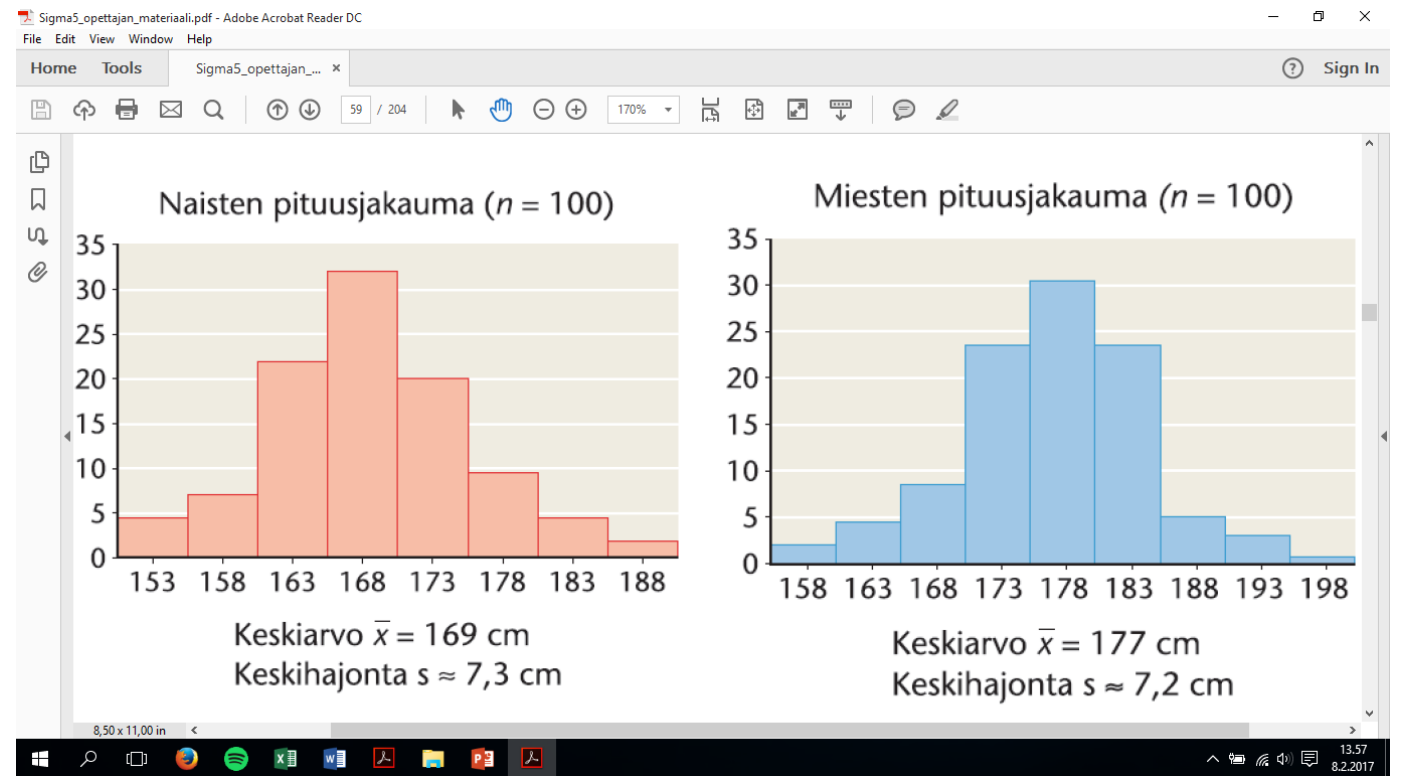 Sigma5_opettajan_materiaali.pdf - Adobe Acrobat Reader DC
File Edit View Window Help
Home Tools Sigma5_opettajan_... × ? Sign In
59 / 204 170%
Naisten pituusjakauma (n = 100)
35
30
25
20
15
10
5
0
153 158 163 168 173 178 183 188
Keskiarvo x̅ = 169 cm
Keskihajonta s ≈ 7,3 cm
Miesten pituusjakauma (n = 100)
35
30
25
20
15
10
5
0
158 163 168 173 178 183 188 193 198
Keskiarvo x̅ = 177 cm
Keskihajonta s ≈ 7,2 cm
8,50 x 11,00 in
13.57
8.2.2017